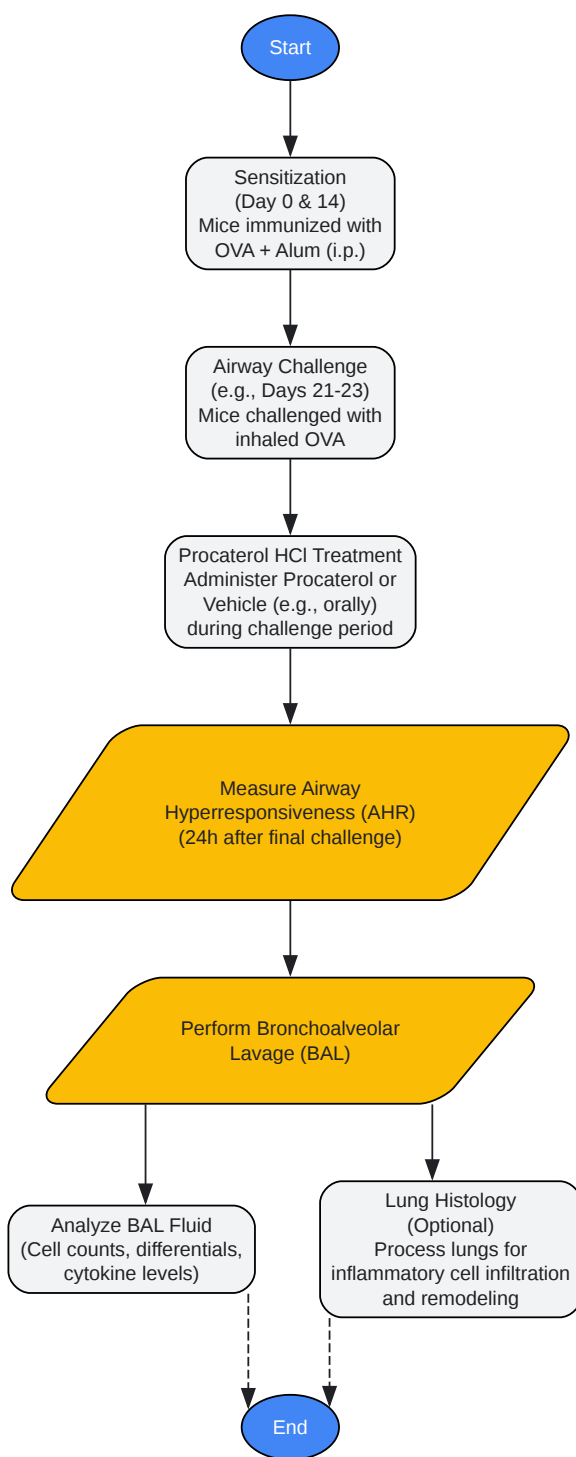 Start
Sensitization
(Day 0 & 14)
Mice immunized with
OVA + Alum (i.p.)
Airway Challenge
(e.g., Days 21-23)
Mice challenged with
inhaled OVA
Procaterol HCl Treatment
Administer Procaterol or
Vehicle (e.g., orally)
during challenge period
Measure Airway
Hyperresponsiveness (AHR)
(24h after final challenge)
Perform Bronchoalveolar
Lavage (BAL)
Analyze BAL Fluid
(Cell counts, differentials,
cytokine levels)
Lung Histology
(Optional)
Process lungs for
inflammatory cell infiltration
and remodeling
End